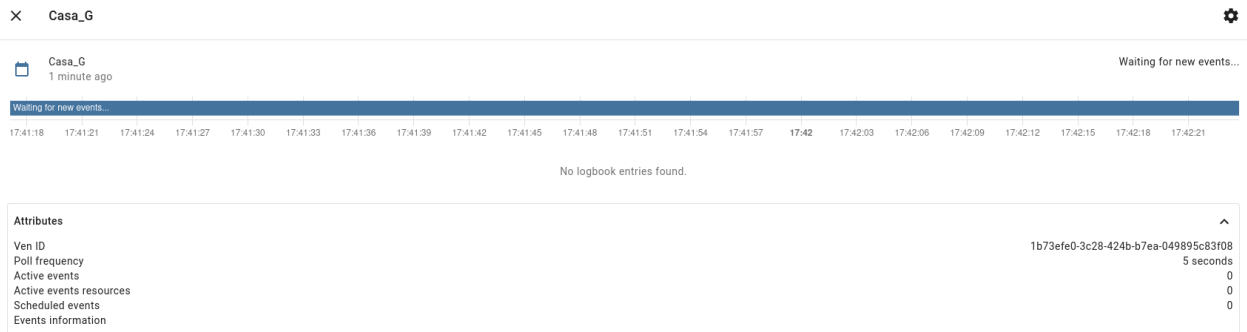 Casa_G
Casa_G
Waiting for new events...
1 minute ago
Waiting for new events...
17:41:18 17:41:21 17:41:24 17:41:27 17:41:30 17:41:33 17:41:36 17:41:39 17:41:42 17:41:45 17:41:48 17:41:51 17:41:54 17:41:57 17:42 17:42:03 17:42:06 17:42:09 17:42:12 17:42:15 17:42:18 17:42:21
No logbook entries found.
Attributes
Ven ID 1b73efe0-3c28-424b-b7ea-049895c83f08
Poll frequency 5 seconds
Active events 0
Active events resources 0
Scheduled events 0
Events information